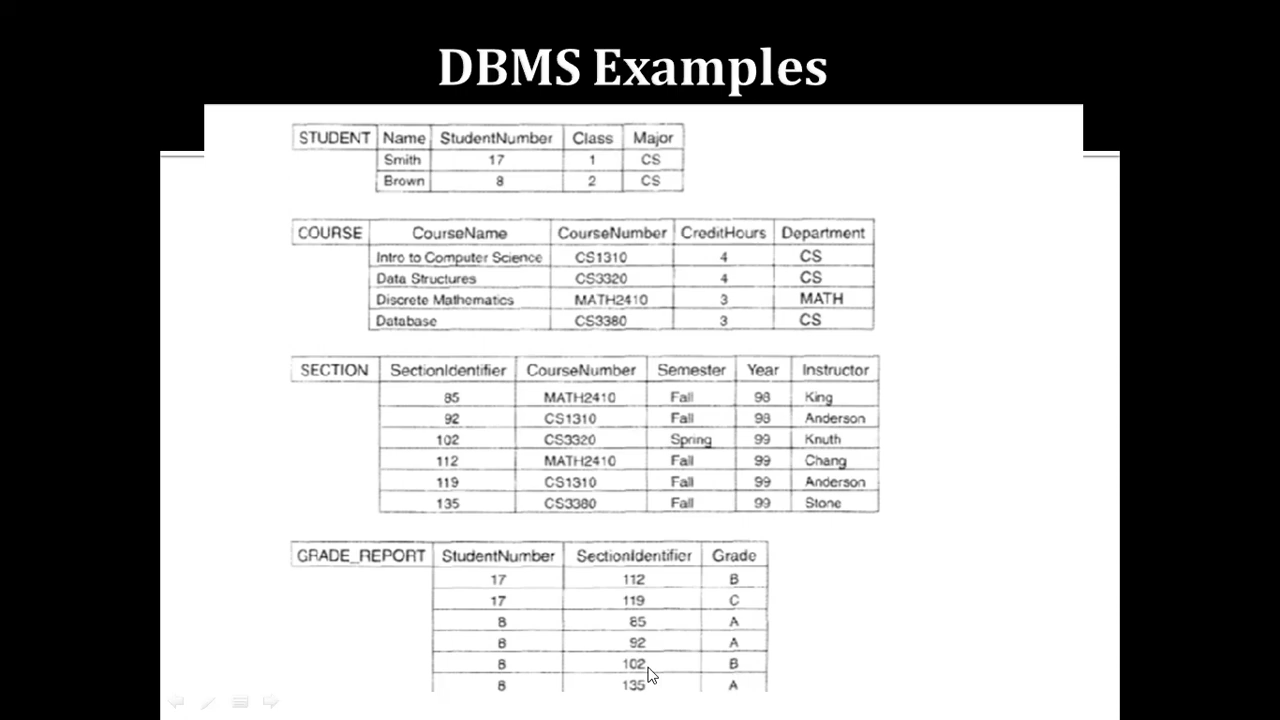 DBMS Examples
STUDENT Name StudentNumber Class Major
Smith 17 1 CS
Brown 8 2 CS
COURSE CourseName CourseNumber CreditHours Department
Intro to Computer Science CS1310 4 CS
Data Structures CS3320 4 CS
Discrete Mathematics MATH2410 3 MATH
Database CS3380 3 CS
SECTION SectionIdentifier CourseNumber Semester Year Instructor
85 MATH2410 Fall 98 King
92 CS1310 Fall 98 Anderson
102 CS3320 Spring 99 Knuth
112 MATH2410 Fall 99 Chang
119 CS1310 Fall 99 Anderson
135 CS3380 Fall 99 Stone
GRADE_REPORT StudentNumber SectionIdentifier Grade
17 112 B
17 119 C
8 85 A
8 92 A
8 102 B
8 135 A